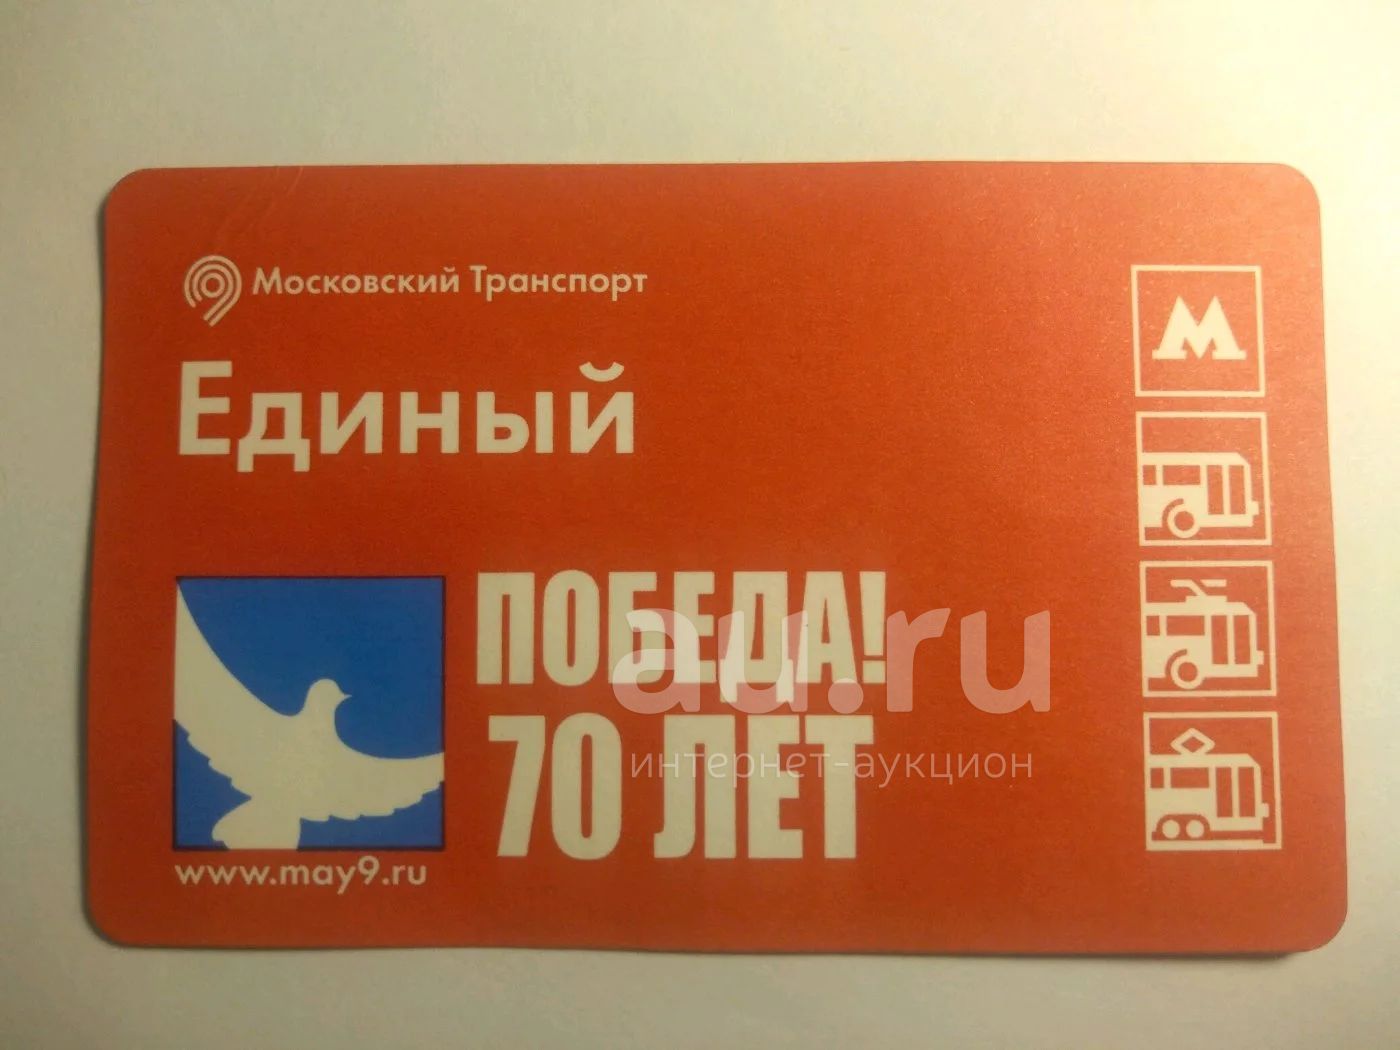 Московский Транспорт
Единый
М
ПОБЕДА!
70 ЛЕТ
www.may9.ru
au.ru
интернет-аукцион